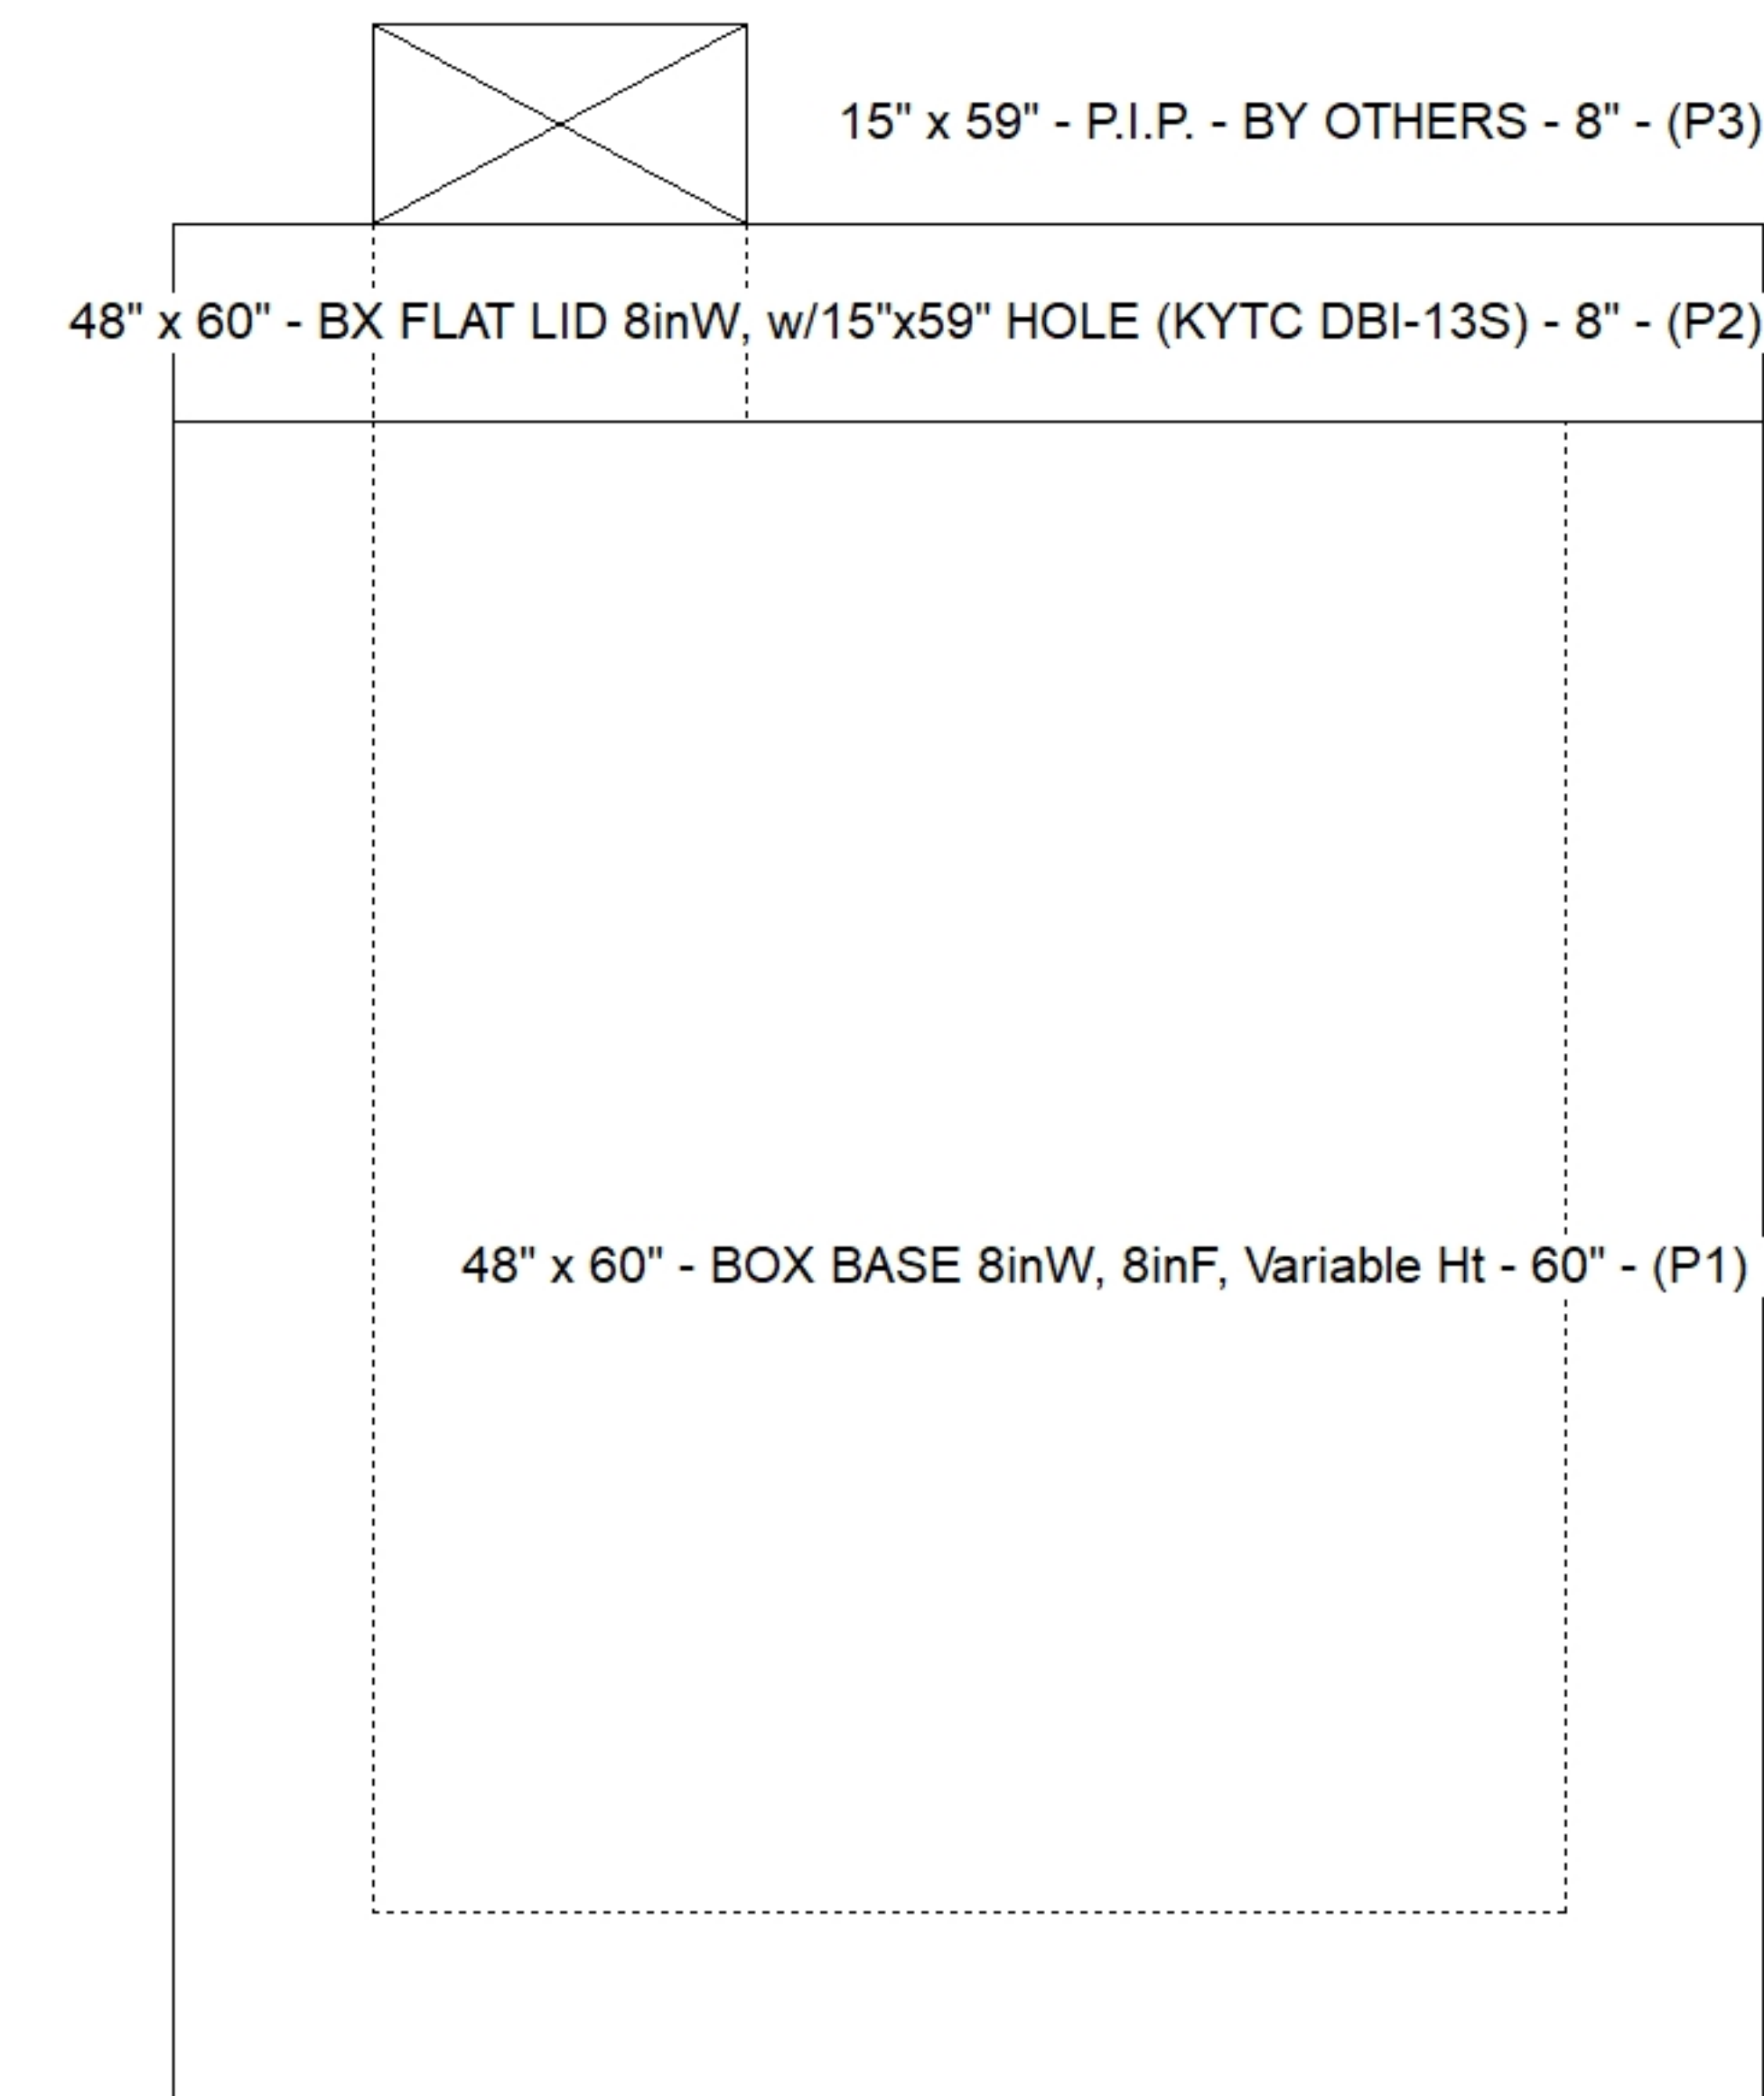 15" x 59" - P.I.P. - BY OTHERS - 8" - (P3)
48" x 60" - BX FLAT LID 8inW, w/15"x59" HOLE (KYTC DBI-13S) - 8" - (P2)
48" x 60" - BOX BASE 8inW, 8inF, Variable Ht - 60" - (P1)